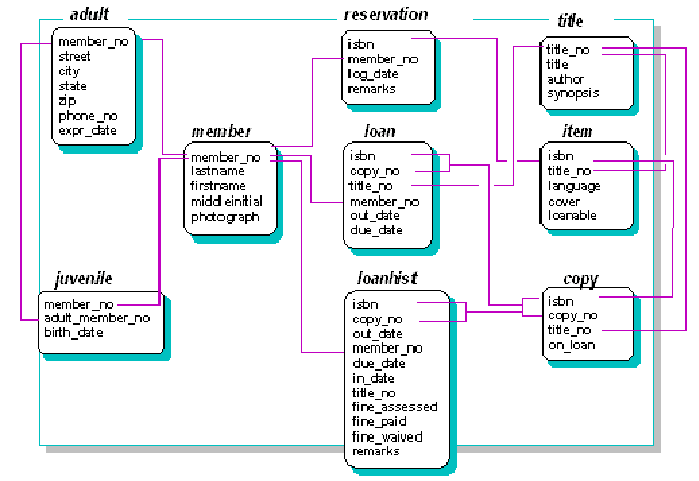 adult
member_no
street
city
state
zip
phone_no
expr_date
member
member_no
lastname
firstname
middleinitial
photograph
juvenile
member_no
adult_member_no
birth_date
reservation
isbn
member_no
log_date
remarks
loan
isbn
copy_no
title_no
member_no
out_date
due_date
loanhist
isbn
copy_no
out_date
member_no
due_date
in_date
title_no
fine_assessed
fine_paid
fine_waived
remarks
title
title_no
title
author
synopsis
item
isbn
title_no
language
cover
loanable
copy
isbn
copy_no
title_no
on_loan